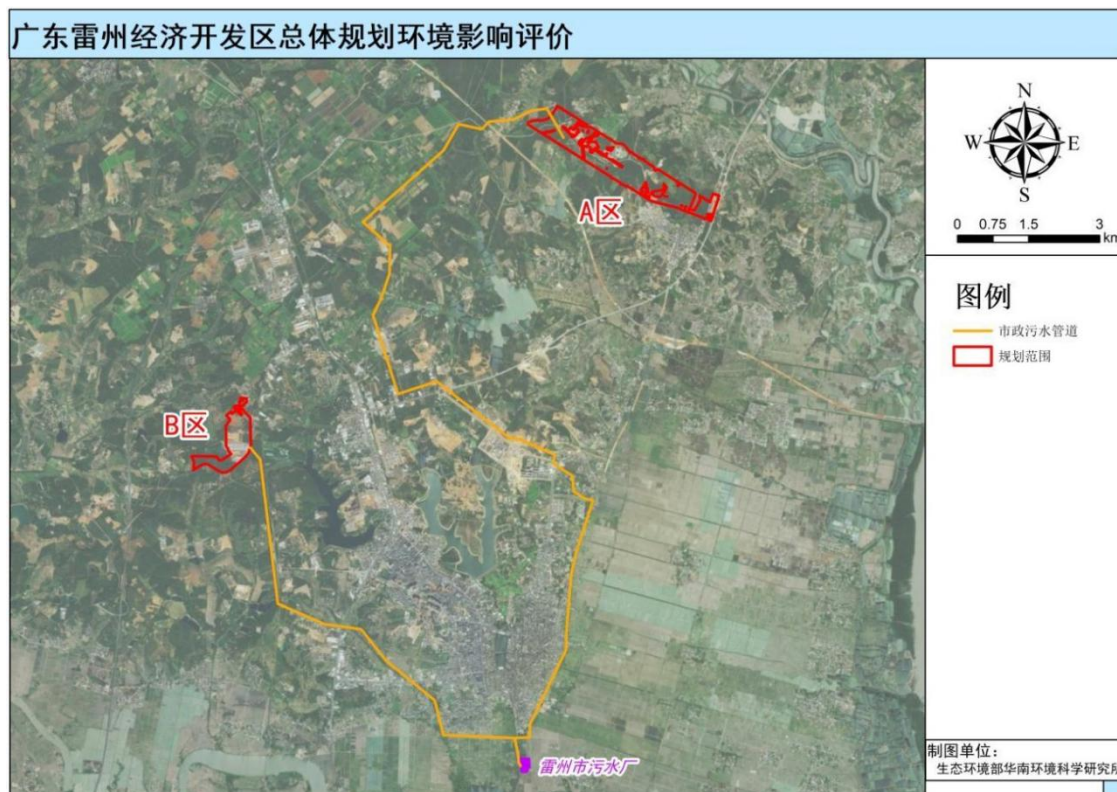 广东雷州经济开发区总体规划环境影响评价
N
W E
S
0 0.75 1.5 3
km
A区
图例
市政污水管道
规划范围
B区
雷州市污水厂
制图单位：
生态环境部华南环境科学研究所